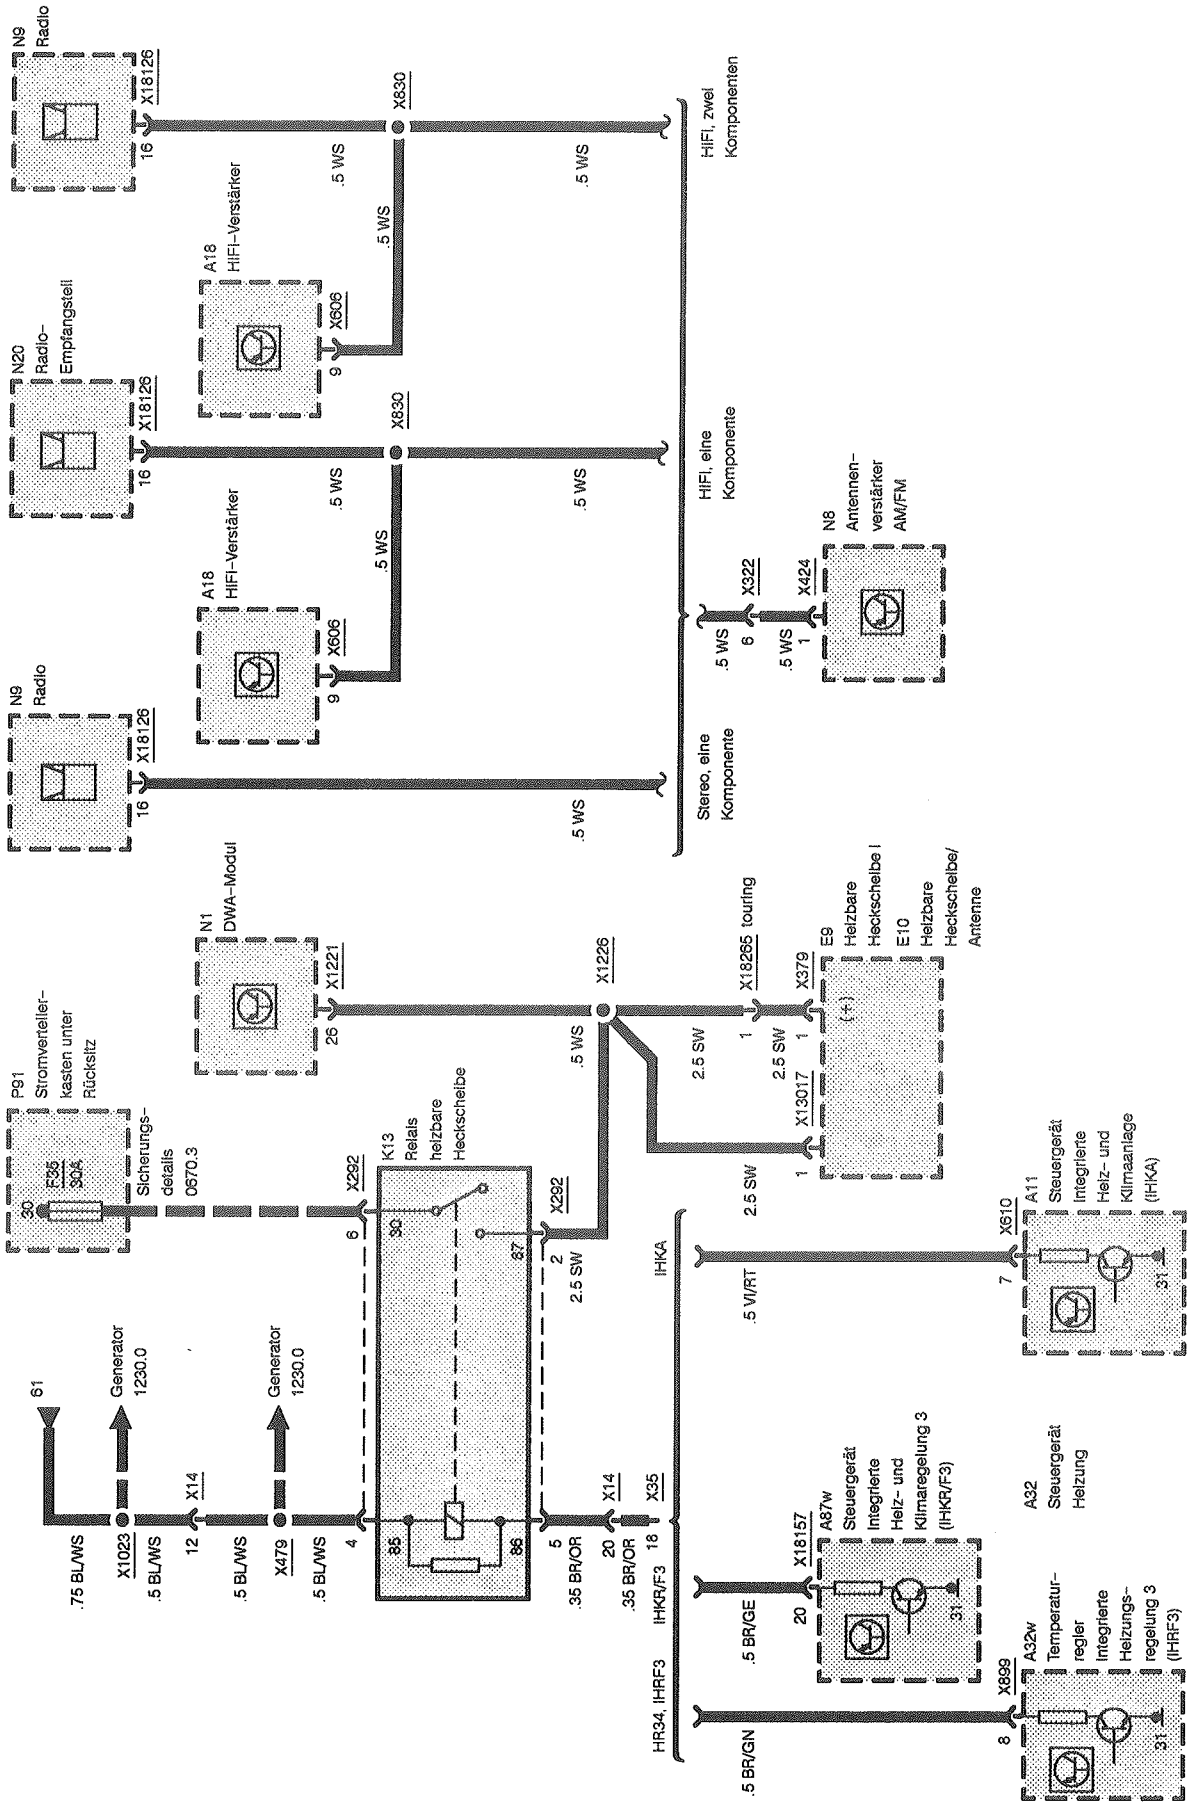 61
.75 BL/WS
X1023
Generator
1230.0
.5 BL/WS
12
X14
.5 BL/WS
X479
Generator
1230.0
.5 BL/WS
4
P91
Stromverteiler-
kasten unter
Rücksitz
30
F35
30A
Sicherungs-
details
0670.3
6
X292
K13
Relais
heizbare
Heckscheibe
85
30
86
87
5
2
X292
.35 BR/OR
2.5 SW
20
X14
.35 BR/OR
18
X35
HR34, IHRF3
IHKR/F3
IHKA
.5 BR/GN
.5 BR/GE
.5 VI/RT
20
X18157
A87w
Steuergerät
Integrierte
Heiz- und
Klimaregelung 3
(IHKR/F3)
31
8
X899
A32w
Temperatur-
regler
Integrierte
Heizungs-
regelung 3
(IHRF3)
31
A32
Steuergerät
Heizung
7
X610
A11
Steuergerät
Integrierte
Heiz- und
Klimaanlage
(IHKA)
31
N1
DWA-Modul
26
X1221
.5 WS
X1226
2.5 SW
2.5 SW
1
X18265 touring
2.5 SW
1
X13017
1
X379
(+)
E9
Heizbare
Heckscheibe I
E10
Heizbare
Heckscheibe/
Antenne
N9
Radio
16
X18126
.5 WS
Stereo, eine
Komponente
N20
Radio-
Empfangsteil
16
X18126
A18
HiFi-Verstärker
9
X606
.5 WS
.5 WS
X830
.5 WS
HiFi, eine
Komponente
N9
Radio
16
X18126
A18
HiFi-Verstärker
9
X606
.5 WS
.5 WS
X830
.5 WS
HiFi, zwei
Komponenten
.5 WS
6
X322
.5 WS
1
X424
N8
Antennen-
verstärker
AM/FM